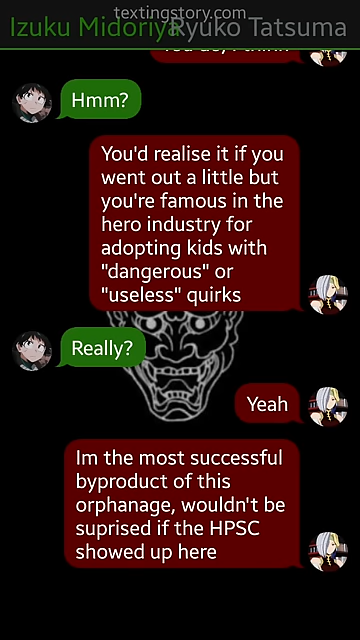 textingstory.com
Izuku Midoriya Ryuko Tatsuma
Hmm?
You'd realise it if you
went out a little but
you're famous in the
hero industry for
adopting kids with
"dangerous" or
"useless" quirks
Really?
Yeah
Im the most successful
byproduct of this
orphanage, wouldn't be
suprised if the HPSC
showed up here